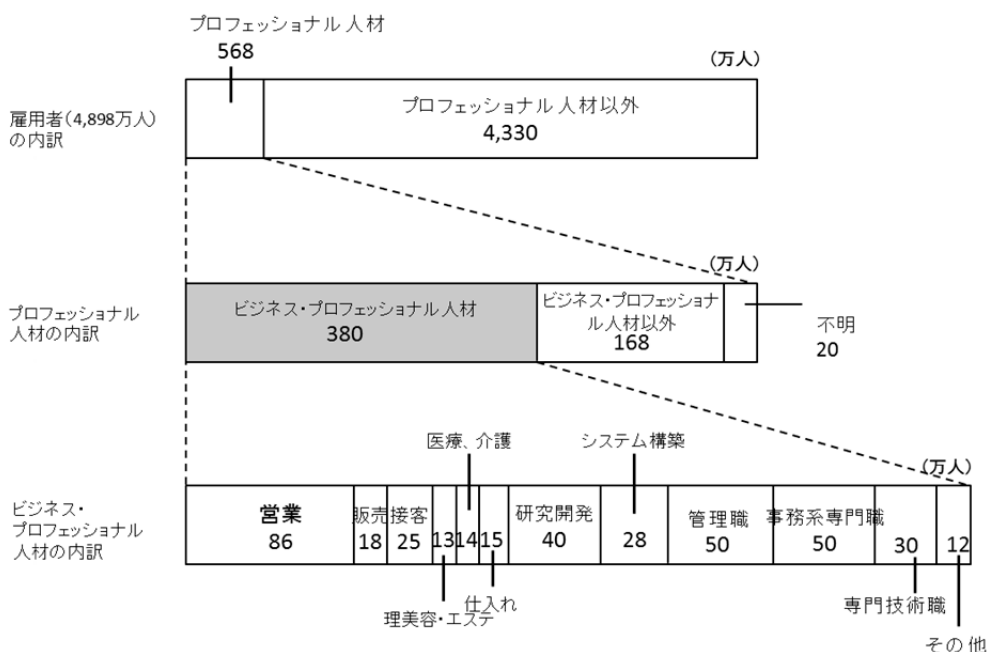 プロフェッショナル 人材
568
(万人)
雇用者(4,898万人)
の内訳
プロフェッショナル 人材以外
4,330
(万人)
プロフェッショナル
人材の内訳
ビジネス・プロフェッショナル 人材
380
ビジネス・プロフェッショナ
ル人材以外
168
不明
20
医療、介護
システム構築
(万人)
ビジネス・
プロフェッショナル
人材の内訳
営業
86
販売
18
接客
25
13
14
15
研究開発
40
28
管理職
50
事務系専門職
50
30
12
仕入れ
理美容・エステ
専門技術職
その他